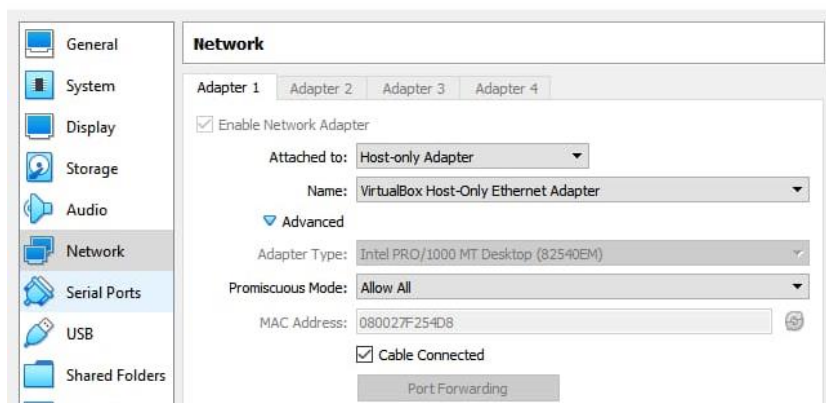 General
System
Display
Storage
Audio
Network
Serial Ports
USB
Shared Folders
Network
Adapter 1 Adapter 2 Adapter 3 Adapter 4
Enable Network Adapter
Attached to: Host-only Adapter
Name: VirtualBox Host-Only Ethernet Adapter
Advanced
Adapter Type: Intel PRO/1000 MT Desktop (82540EM)
Promiscuous Mode: Allow All
MAC Address: 080027F254D8
Cable Connected
Port Forwarding